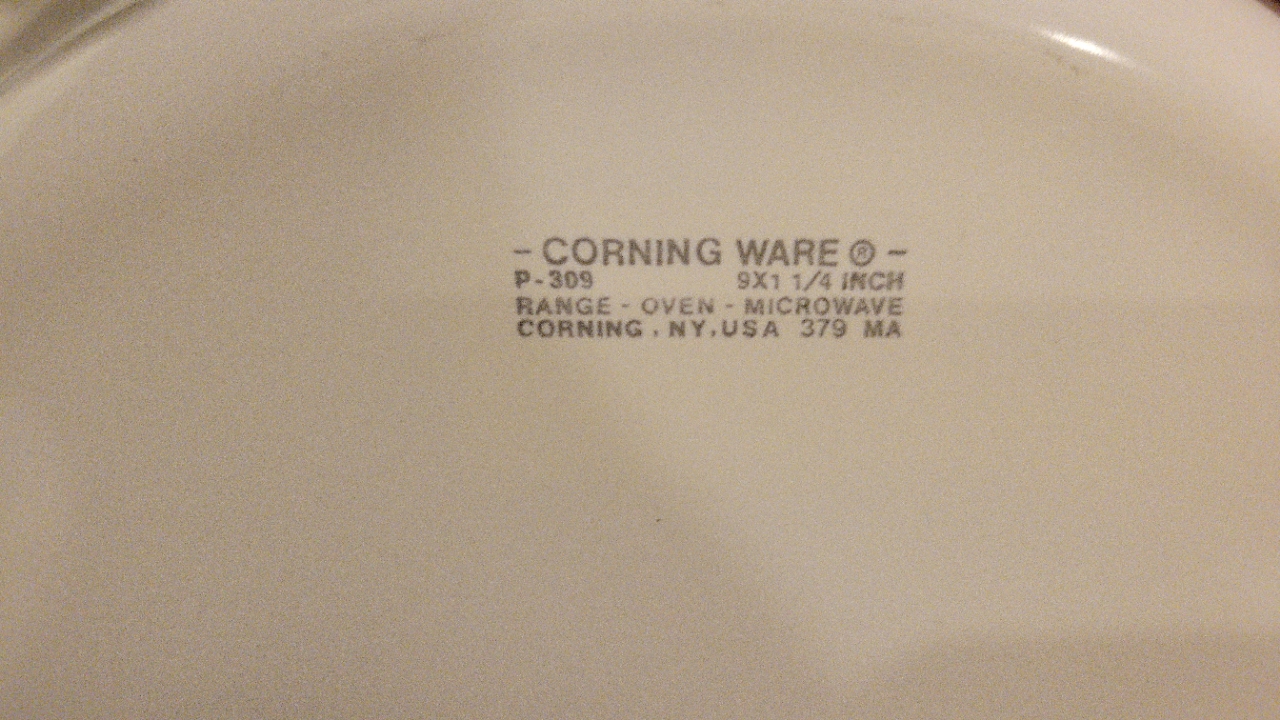 - CORNING WARE ® -
P-309 9X1 1/4 INCH
RANGE - OVEN - MICROWAVE
CORNING . NY. USA 379 MA